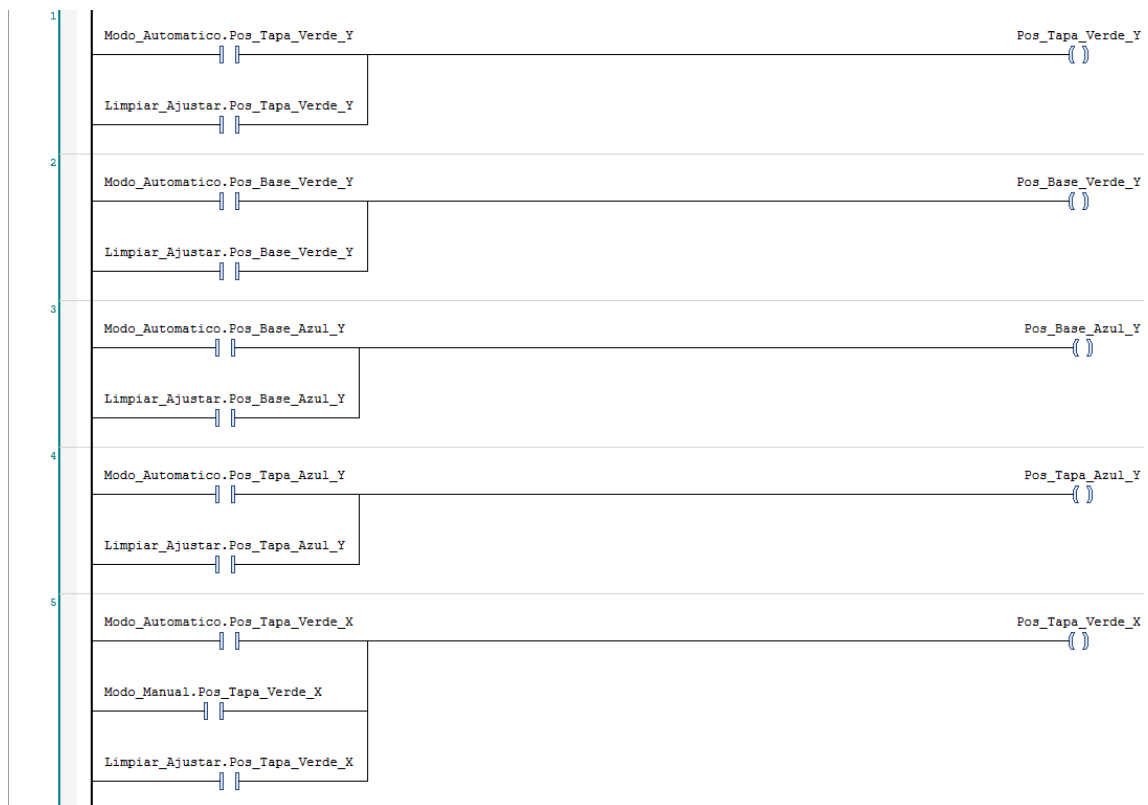 1
Modo_Automatico.Pos_Tapa_Verde_Y Pos_Tapa_Verde_Y
Limpiar_Ajustar.Pos_Tapa_Verde_Y
2
Modo_Automatico.Pos_Base_Verde_Y Pos_Base_Verde_Y
Limpiar_Ajustar.Pos_Base_Verde_Y
3
Modo_Automatico.Pos_Base_Azul_Y Pos_Base_Azul_Y
Limpiar_Ajustar.Pos_Base_Azul_Y
4
Modo_Automatico.Pos_Tapa_Azul_Y Pos_Tapa_Azul_Y
Limpiar_Ajustar.Pos_Tapa_Azul_Y
5
Modo_Automatico.Pos_Tapa_Verde_X Pos_Tapa_Verde_X
Modo_Manual.Pos_Tapa_Verde_X
Limpiar_Ajustar.Pos_Tapa_Verde_X